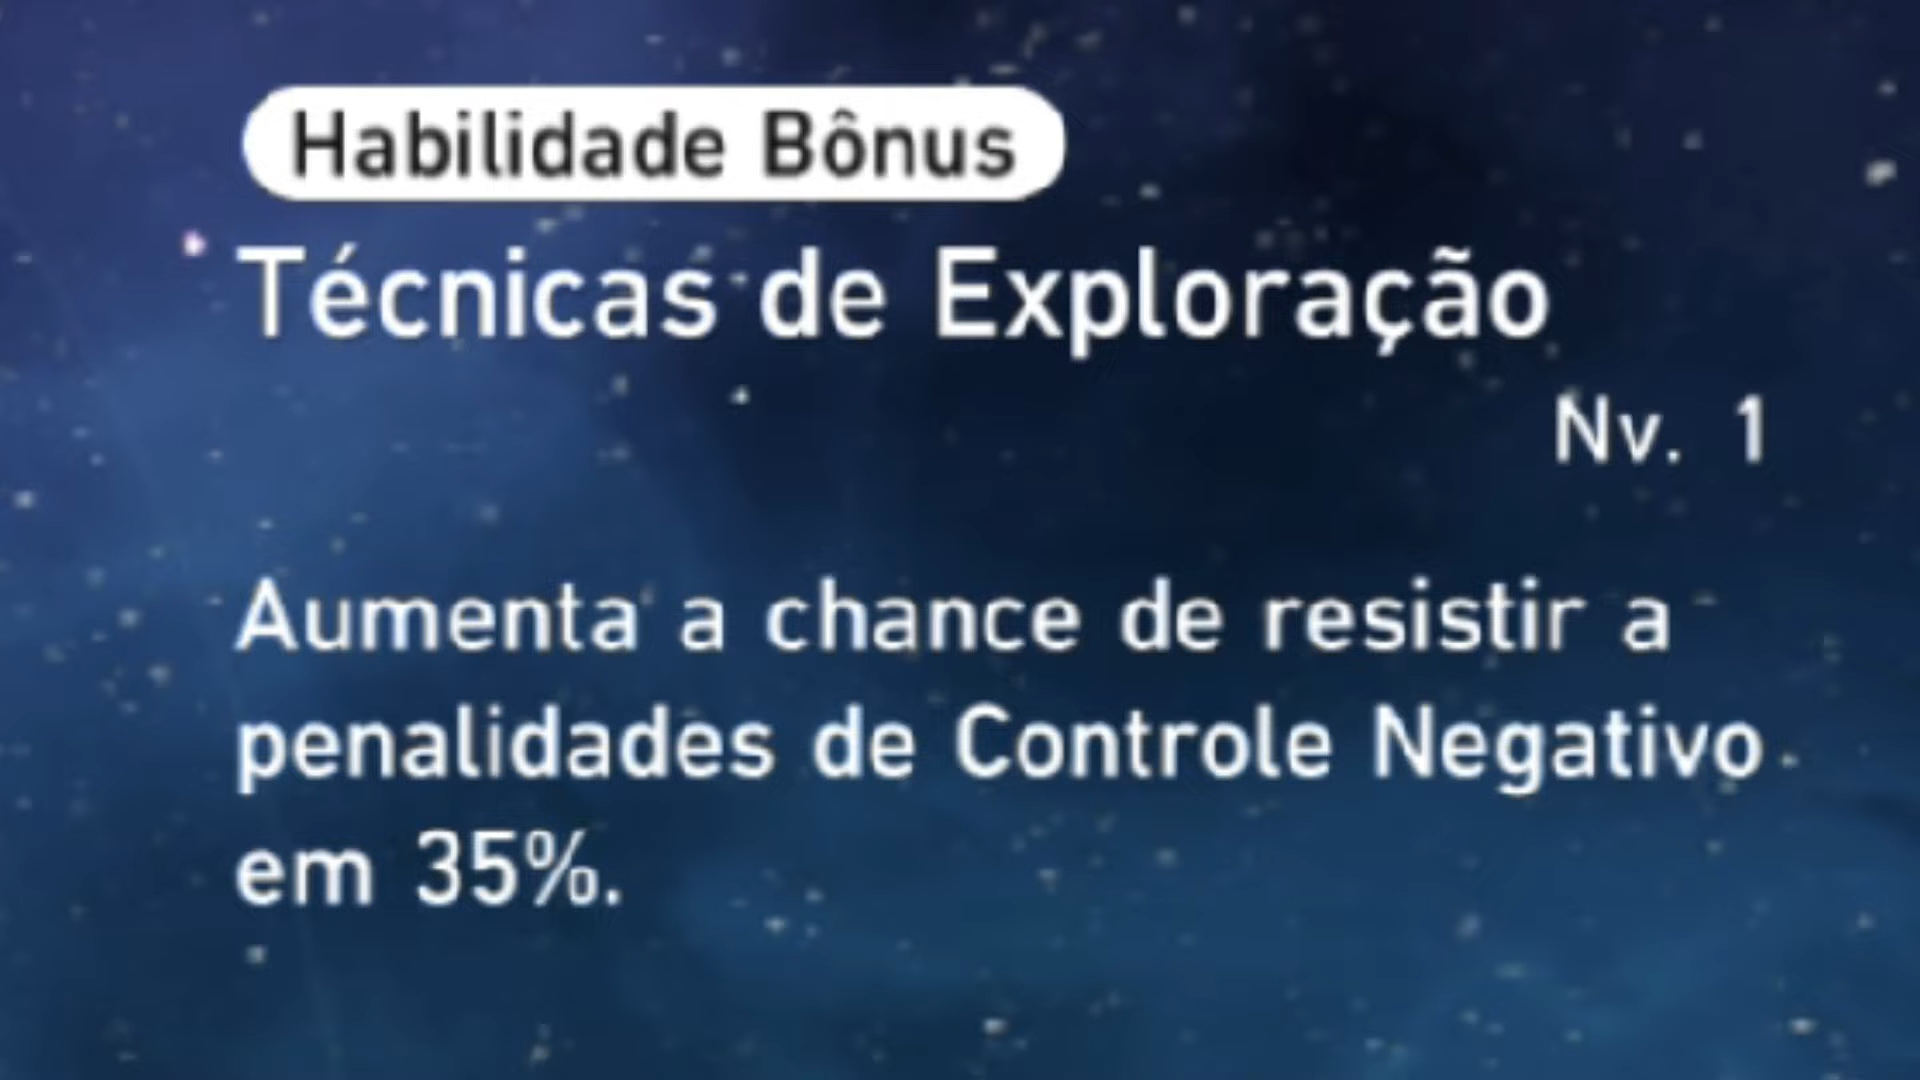 Habilidade Bônus
Técnicas de Exploração
Nv. 1
Aumenta a chance de resistir a
penalidades de Controle Negativo
em 35%.